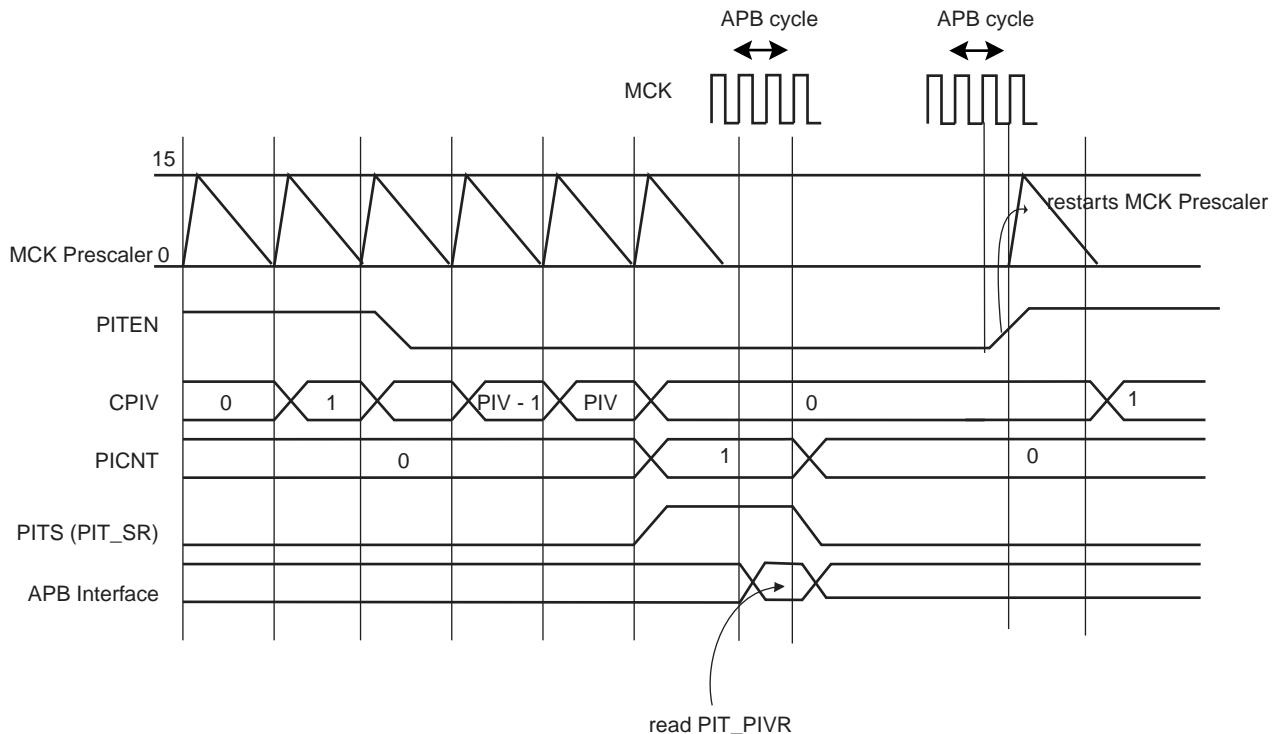 APB cycle
APB cycle
MCK
15
restarts MCK Prescaler
MCK Prescaler 0
PITEN
CPIV
0
1
PIV - 1
PIV
0
1
PICNT
0
1
0
PITS (PIT_SR)
APB Interface
read PIT_PIVR